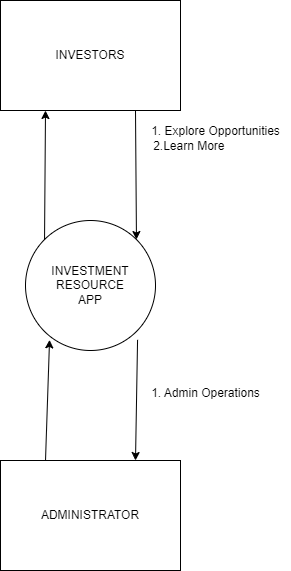 INVESTORS
1. Explore Opportunities
2.Learn More
INVESTMENT
RESOURCE
APP
1. Admin Operations
ADMINISTRATOR